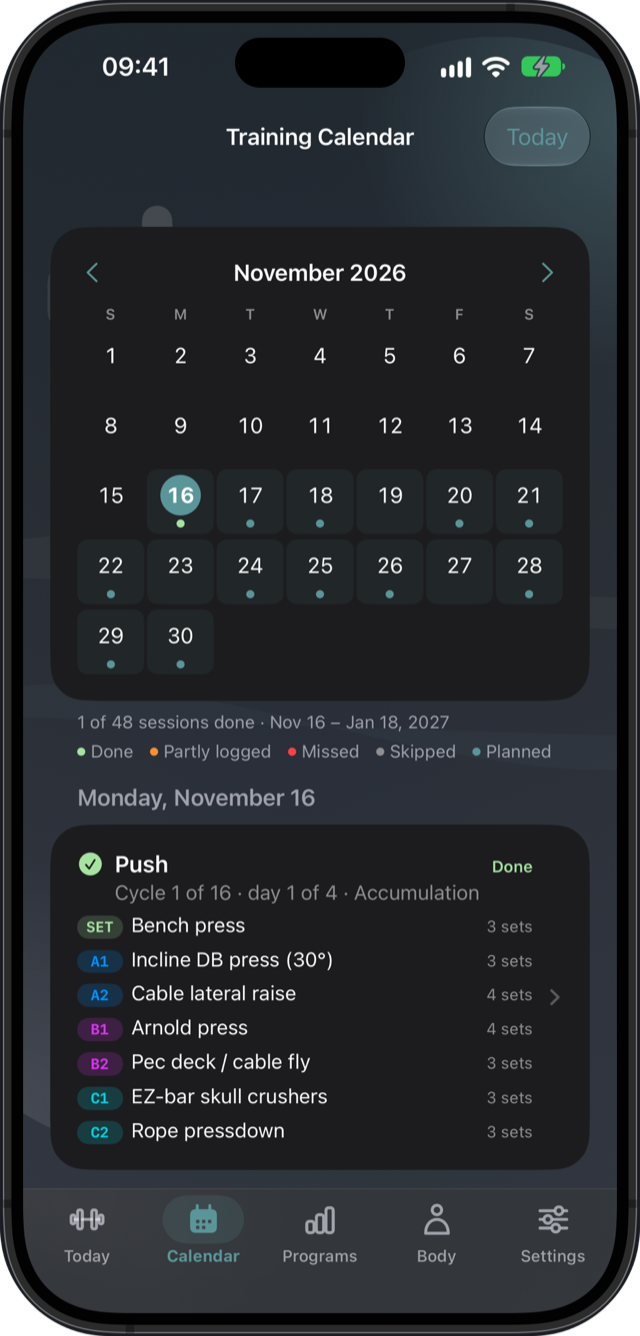 09:41
Training Calendar
Today
November 2026
S M T W T F S
1 2 3 4 5 6 7
8 9 10 11 12 13 14
15 16 17 18 19 20 21
22 23 24 25 26 27 28
29 30
1 of 48 sessions done · Nov 16 – Jan 18, 2027
Done Partly logged Missed Skipped Planned
Monday, November 16
Push Done
Cycle 1 of 16 · day 1 of 4 · Accumulation
SET Bench press 3 sets
A1 Incline DB press (30°) 3 sets
A2 Cable lateral raise 4 sets
B1 Arnold press 4 sets
B2 Pec deck / cable fly 3 sets
C1 EZ-bar skull crushers 3 sets
C2 Rope pressdown 3 sets
Today Calendar Programs Body Settings